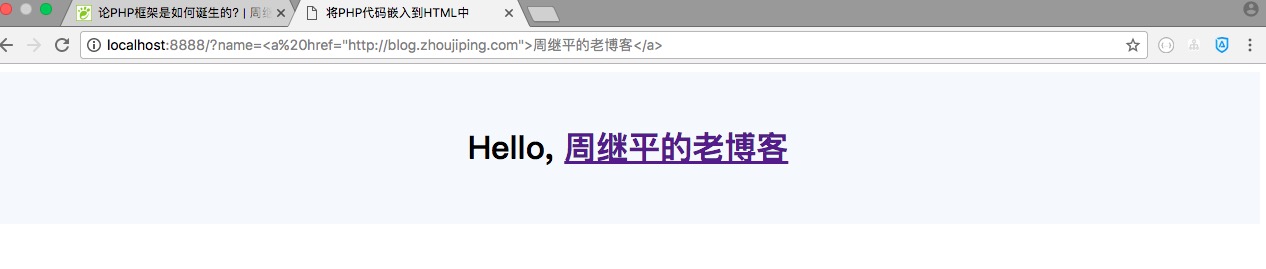 论PHP框架是如何诞生的? | 周继
将PHP代码嵌入到HTML中
localhost:8888/?name=<a%20href="http://blog.zhoujiping.com">周继平的老博客</a>
Hello, 周继平的老博客